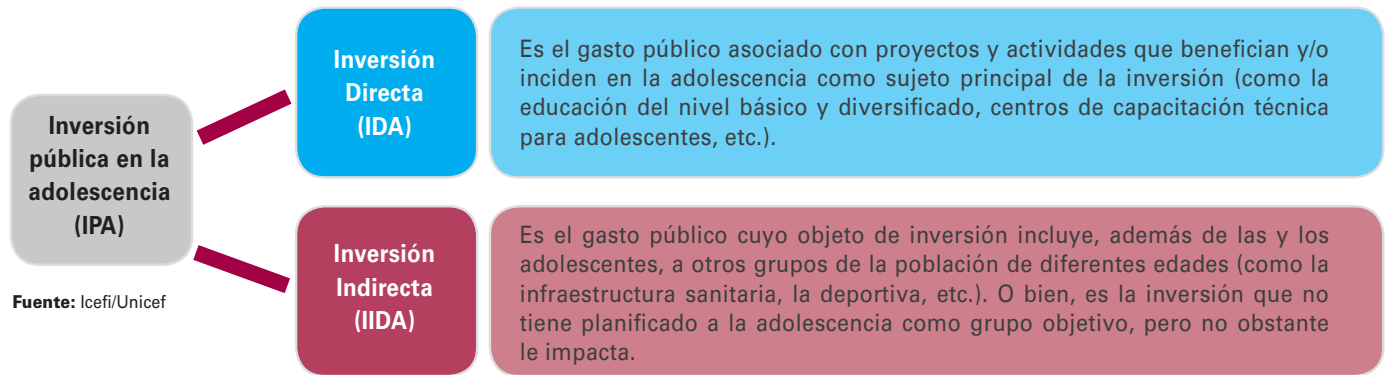 Inversión
pública en la
adolescencia
(IPA)
Fuente: Icefi/Unicef
Inversión
Directa
(IDA)
Es el gasto público asociado con proyectos y actividades que benefician y/o
inciden en la adolescencia como sujeto principal de la inversión (como la
educación del nivel básico y diversificado, centros de capacitación técnica
para adolescentes, etc.).
Inversión
Indirecta
(IIDA)
Es el gasto público cuyo objeto de inversión incluye, además de las y los
adolescentes, a otros grupos de la población de diferentes edades (como la
infraestructura sanitaria, la deportiva, etc.). O bien, es la inversión que no
tiene planificado a la adolescencia como grupo objetivo, pero no obstante
le impacta.